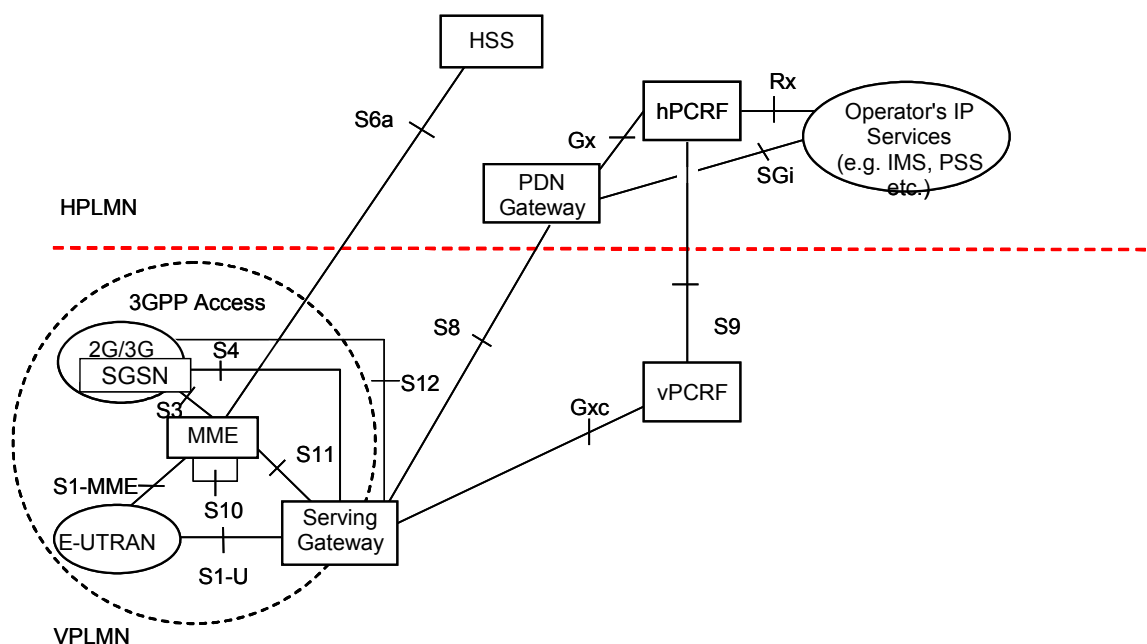 HSS
Rx
hPCRF
Operator's IP
Services
(e.g. IMS, PSS
etc.)
S6a
Gx
SGi
PDN
Gateway
HPLMN
3GPP Access
2G/3G
SGSN
S4
S12
S8
S9
S3
MME
Gxc
vPCRF
S11
S1-MME
S10
E-UTRAN
Serving
Gateway
S1-U
VPLMN